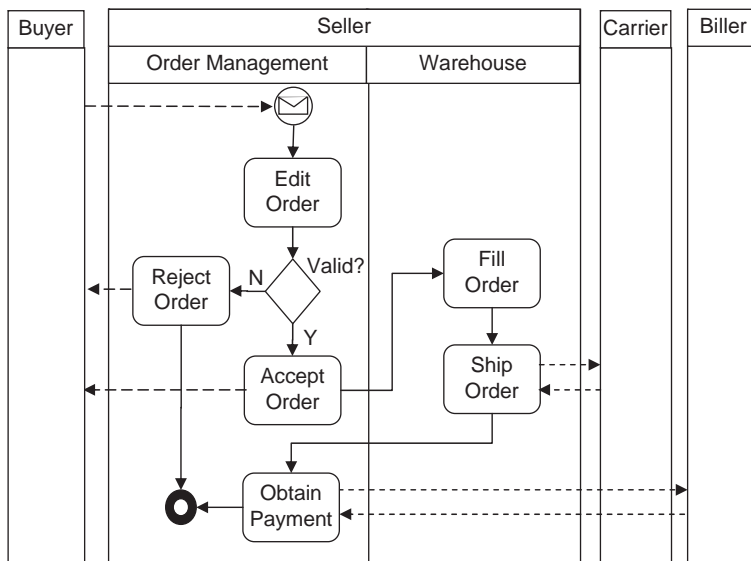 Buyer
Seller
Carrier
Biller
Order Management
Warehouse
Edit
Order
Valid?
N
Y
Reject
Order
Fill
Order
Accept
Order
Ship
Order
Obtain
Payment